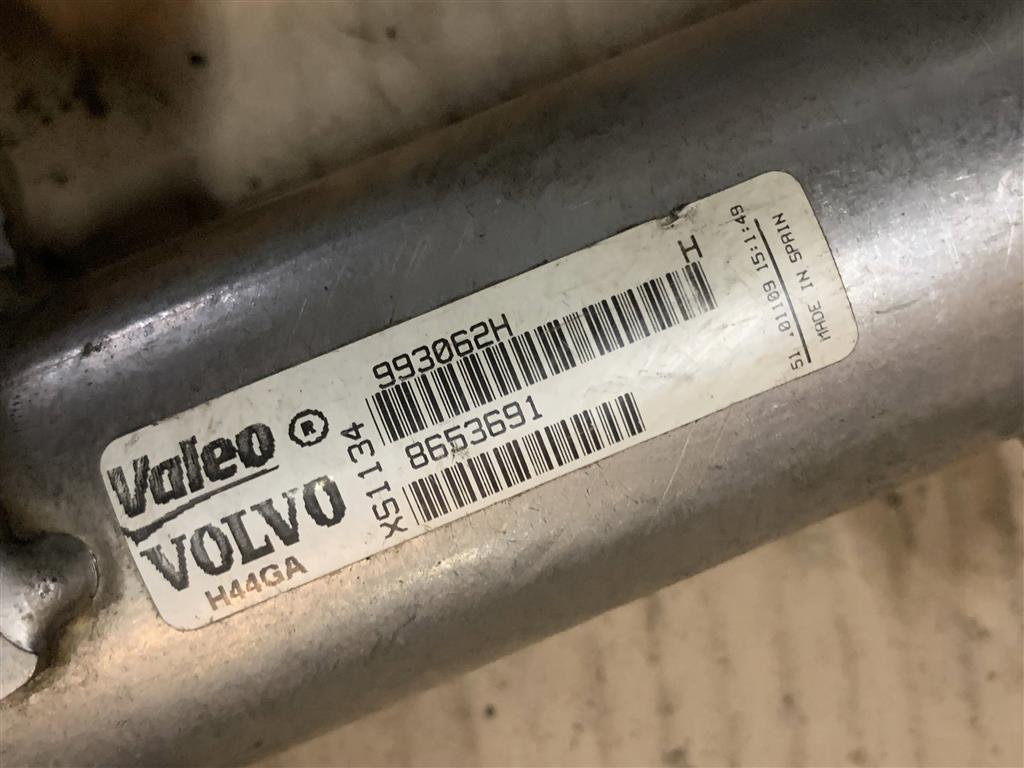 Valeo ®
VOLVO
H44GA
X51134
993062H
8653691
I
51 .01109 15:1:49
MADE IN SPAIN